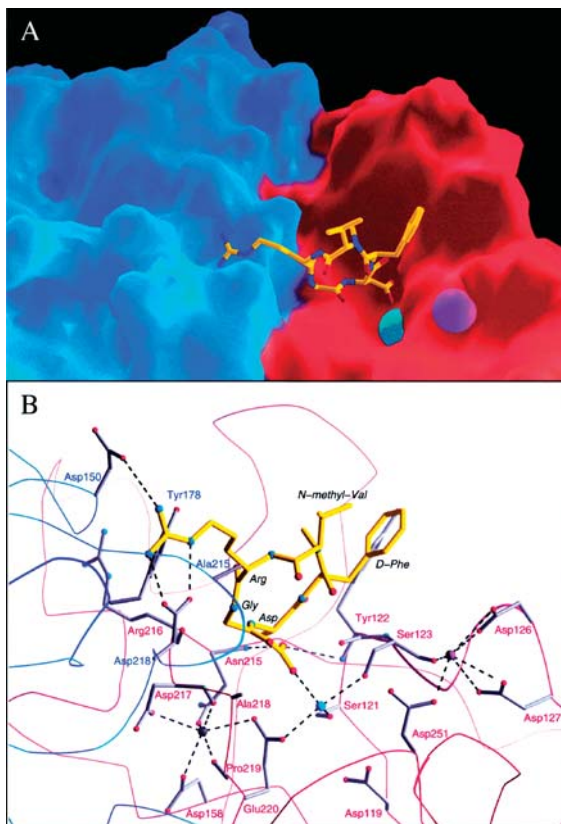 A
B
Asp150
Tyr178
N–methyl–Val
D–Phe
Ala215
Arg
Gly
Asp
Arg216
Asp218
Asn215
Tyr122
Ser123
Asp126
Asp217
Ala218
Ser121
Asp127
Asp251
Pro219
Asp158
Glu220
Asp119